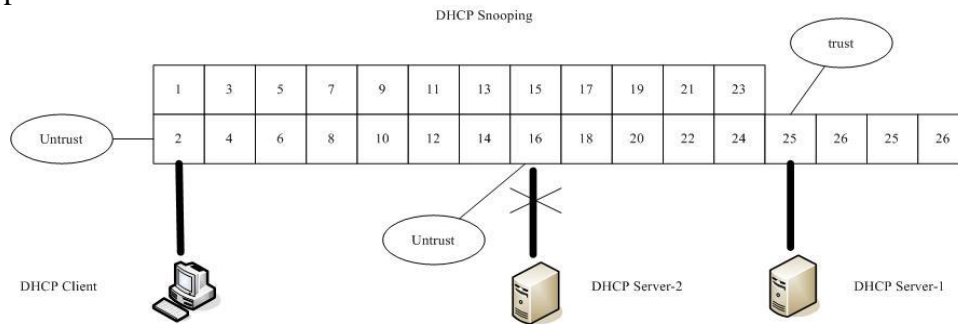 DHCP Snooping
trust
1 3 5 7 9 11 13 15 17 19 21 23
Untrust
2 4 6 8 10 12 14 16 18 20 22 24 25 26 25 26
Untrust
DHCP Client
DHCP Server-2
DHCP Server-1